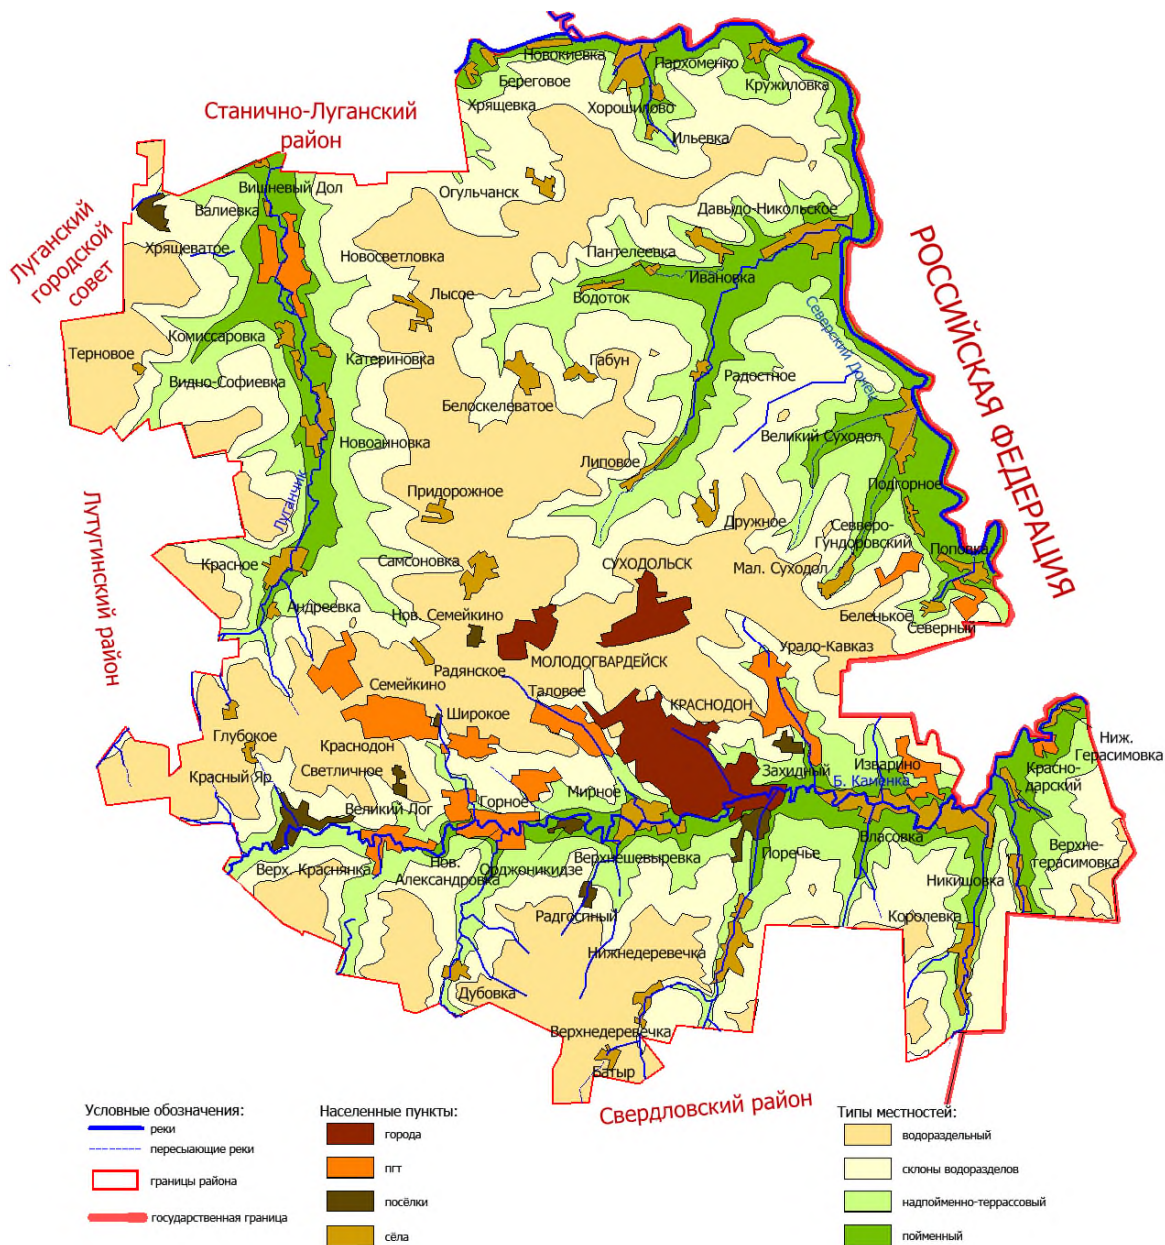 Новокиевка
Пархоменко
Береговое
Кружиловка
Хрящевка
Хорошилово
Ильевка
Станично-Луганский
район
Вишневый Дол
Огульчанск
Валиевка
Давыдо-Никольское
Луганский
городской
совет
Хрящеватое
Новосветловка
Пантелеевка
Ивановка
Лысое
Водоток
РОССИЙСКАЯ ФЕДЕРАЦИЯ
Северский Донец
Комиссаровка
Терновое
Катериновка
Габун
Видно-Софиевка
Радостное
Белоскелеватое
Новоанновка
Великий Суходол
Липовое
Луганчик
Придорожное
Подгорное
Лутугинский район
Дружное
Севверо-
Гундоровский
Поповка
Красное
Самсоновка
СУХОДОЛЬСК
Мал. Суходол
Андреевка
Нов. Семейкино
Беленькое
Северный
Урало-Кавказ
МОЛОДОГВАРДЕЙСК
Радянское
Семейкино
Таловое
КРАСНОДОН
Широкое
Глубокое
Краснодон
Ниж.
Герасимовка
Светличное
Красный Яр
Захидный
Изварино
Б. Каменка
Красно-
дарский
Мирное
Горное
Великий Лог
Власовка
Верх. Краснянка
Нов.
Александровка
Орджоникидзе
Верхнешевыревка
Поречье
Верхне-
герасимовка
Никишовка
Радгоспный
Королевка
Нижнедеревечка
Дубовка
Верхнедеревечка
Батыр
Свердловский район
Условные обозначения:
реки
пересыающие реки
границы района
государственная граница
Населенные пункты:
города
пгт
посёлки
сёла
Типы местностей:
водораздельный
склоны водоразделов
надпойменно-террассовый
пойменный